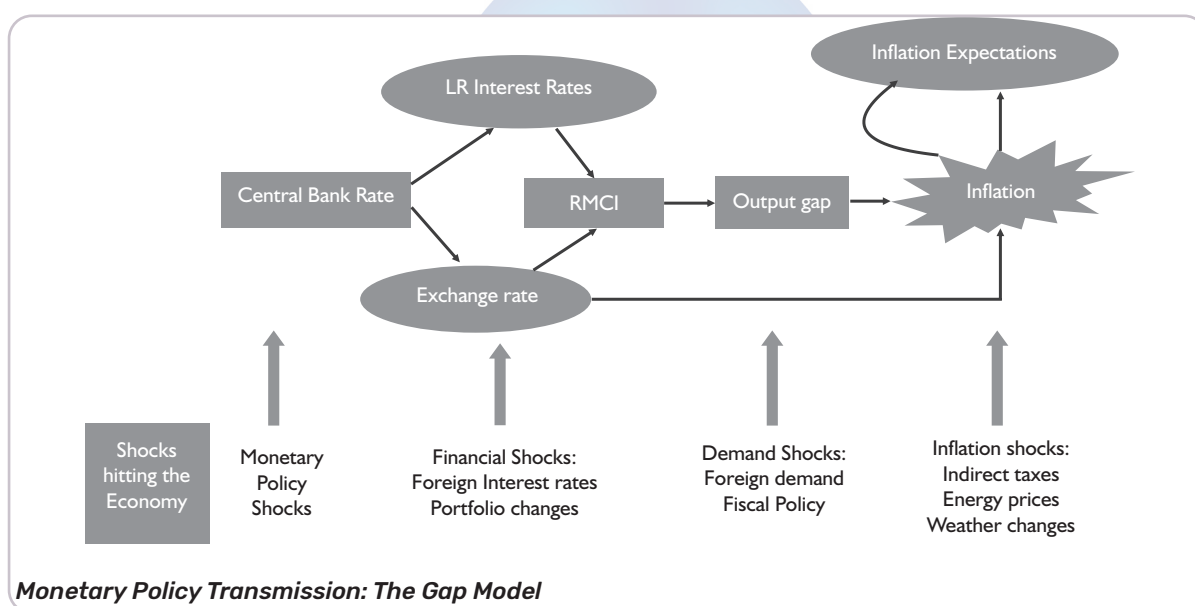 Inflation Expectations
LR Interest Rates
Central Bank Rate
RMCI
Output gap
Inflation
Exchange rate
Shocks
hitting the
Economy
Monetary
Policy
Shocks
Financial Shocks:
Foreign Interest rates
Portfolio changes
Demand Shocks:
Foreign demand
Fiscal Policy
Inflation shocks:
Indirect taxes
Energy prices
Weather changes
Monetary Policy Transmission: The Gap Model